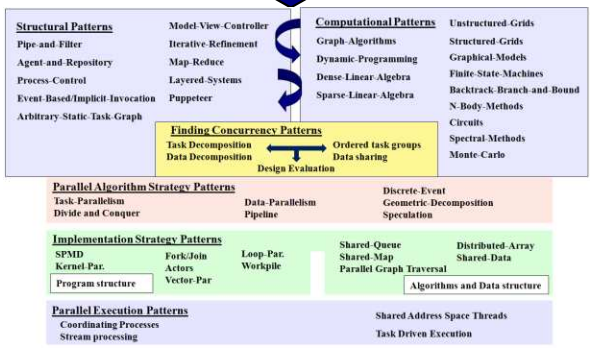 Structural Patterns
Pipe-and-Filter
Agent-and-Repository
Process-Control
Event-Based/Implicit-Invocation
Arbitrary-Static-Task-Graph
Model-View-Controller
Iterative-Refinement
Map-Reduce
Layered-Systems
Puppeteer
Computational Patterns
Graph-Algorithms
Dynamic-Programming
Dense-Linear-Algebra
Sparse-Linear-Algebra
Unstructured-Grids
Structured-Grids
Graphical-Models
Finite-State-Machines
Backtrack-Branch-and-Bound
N-Body-Methods
Circuits
Spectral-Methods
Monte-Carlo
Finding Concurrency Patterns
Task Decomposition
Data Decomposition
Ordered task groups
Data sharing
Design Evaluation
Parallel Algorithm Strategy Patterns
Task-Parallelism
Divide and Conquer
Data-Parallelism
Pipeline
Discrete-Event
Geometric-Decomposition
Speculation
Implementation Strategy Patterns
SPMD
Kernel-Par.
Fork/Join
Actors
Vector-Par
Loop-Par.
Workpile
Program structure
Shared-Queue
Shared-Map
Parallel Graph Traversal
Distributed-Array
Shared-Data
Algorithms and Data structure
Parallel Execution Patterns
Coordinating Processes
Stream processing
Shared Address Space Threads
Task Driven Execution